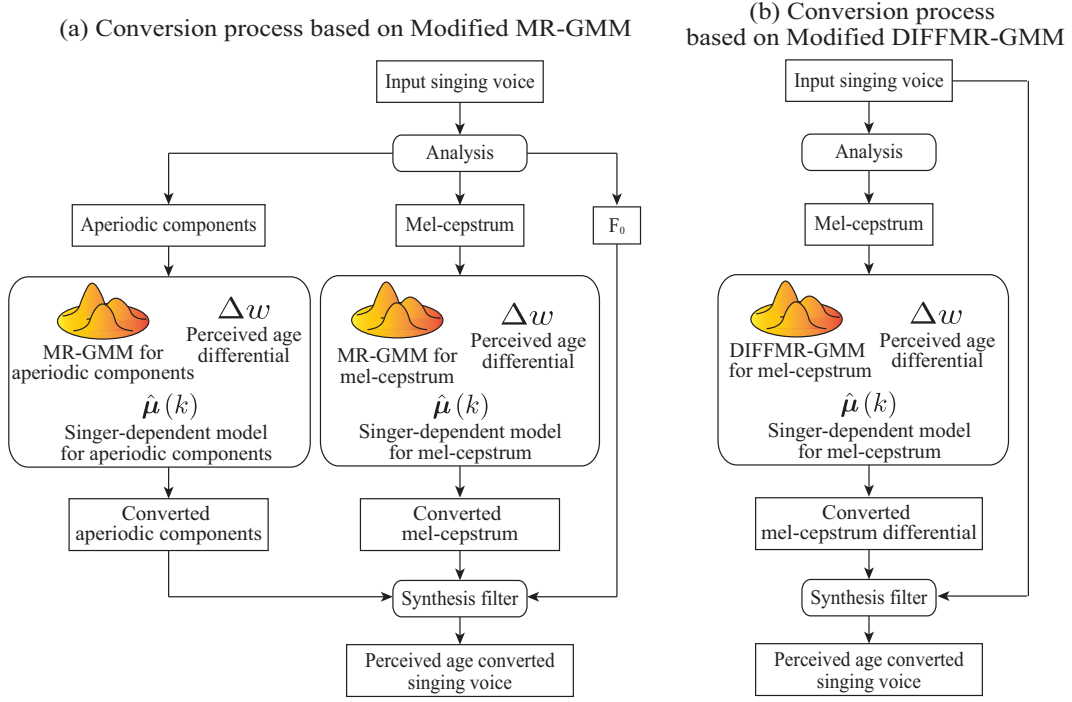 (a) Conversion process based on Modified MR-GMM
Input singing voice
Analysis
Aperiodic components
Mel-cepstrum
F₀
MR-GMM for
aperiodic components
Δw
Perceived age
differential
μ̂ (k)
Singer-dependent model
for aperiodic components
MR-GMM for
mel-cepstrum
Δw
Perceived age
differential
μ̂ (k)
Singer-dependent model
for mel-cepstrum
Converted
aperiodic components
Converted
mel-cepstrum
Synthesis filter
Perceived age converted
singing voice
(b) Conversion process
based on Modified DIFFMR-GMM
Input singing voice
Analysis
Mel-cepstrum
DIFFMR-GMM
for mel-cepstrum
Δw
Perceived age
differential
μ̂ (k)
Singer-dependent model
for mel-cepstrum
Converted
mel-cepstrum differential
Synthesis filter
Perceived age converted
singing voice